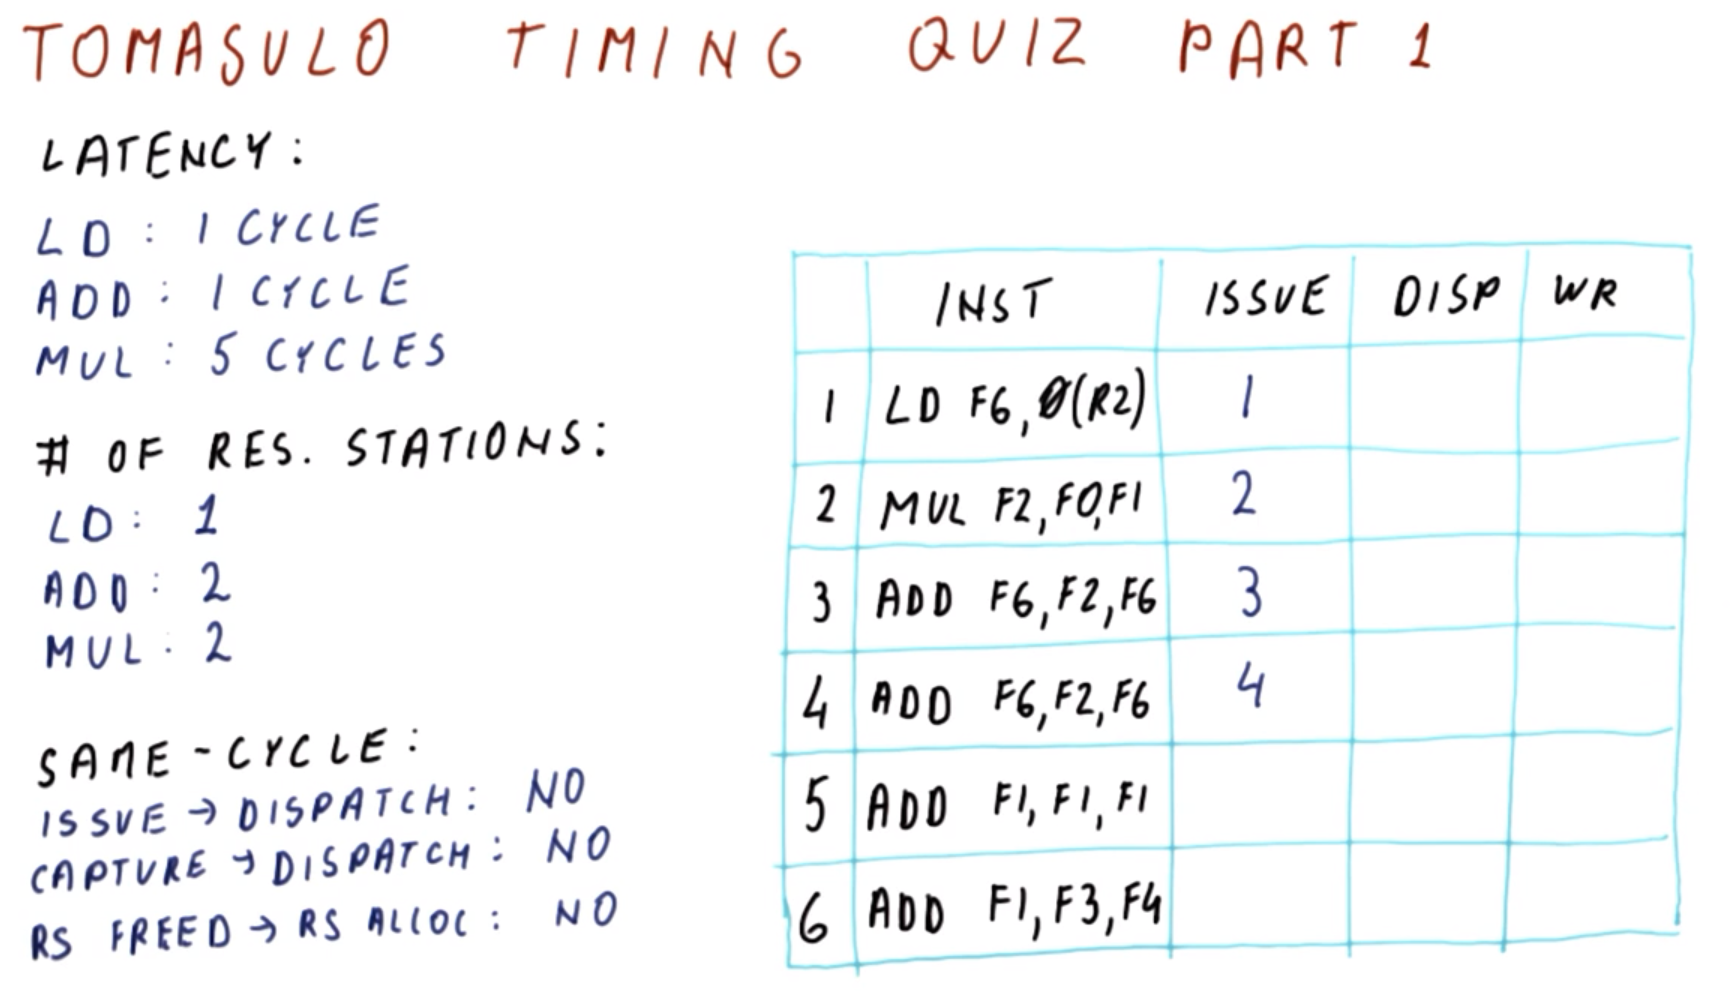 TOMASULO TIMING QUIZ PART 1
LATENCY:
LD: 1 CYCLE
ADD: 1 CYCLE
MUL: 5 CYCLES
# OF RES. STATIONS:
LD: 1
ADD: 2
MUL: 2
SAME-CYCLE:
ISSUE → DISPATCH: NO
CAPTURE → DISPATCH: NO
RS FREED → RS ALLOC: NO
INST ISSUE DISP WR
1 LD F6, 0(R2) 1
2 MUL F2, F0, F1 2
3 ADD F6, F2, F6 3
4 ADD F6, F2, F6 4
5 ADD F1, F1, F1
6 ADD F1, F3, F4